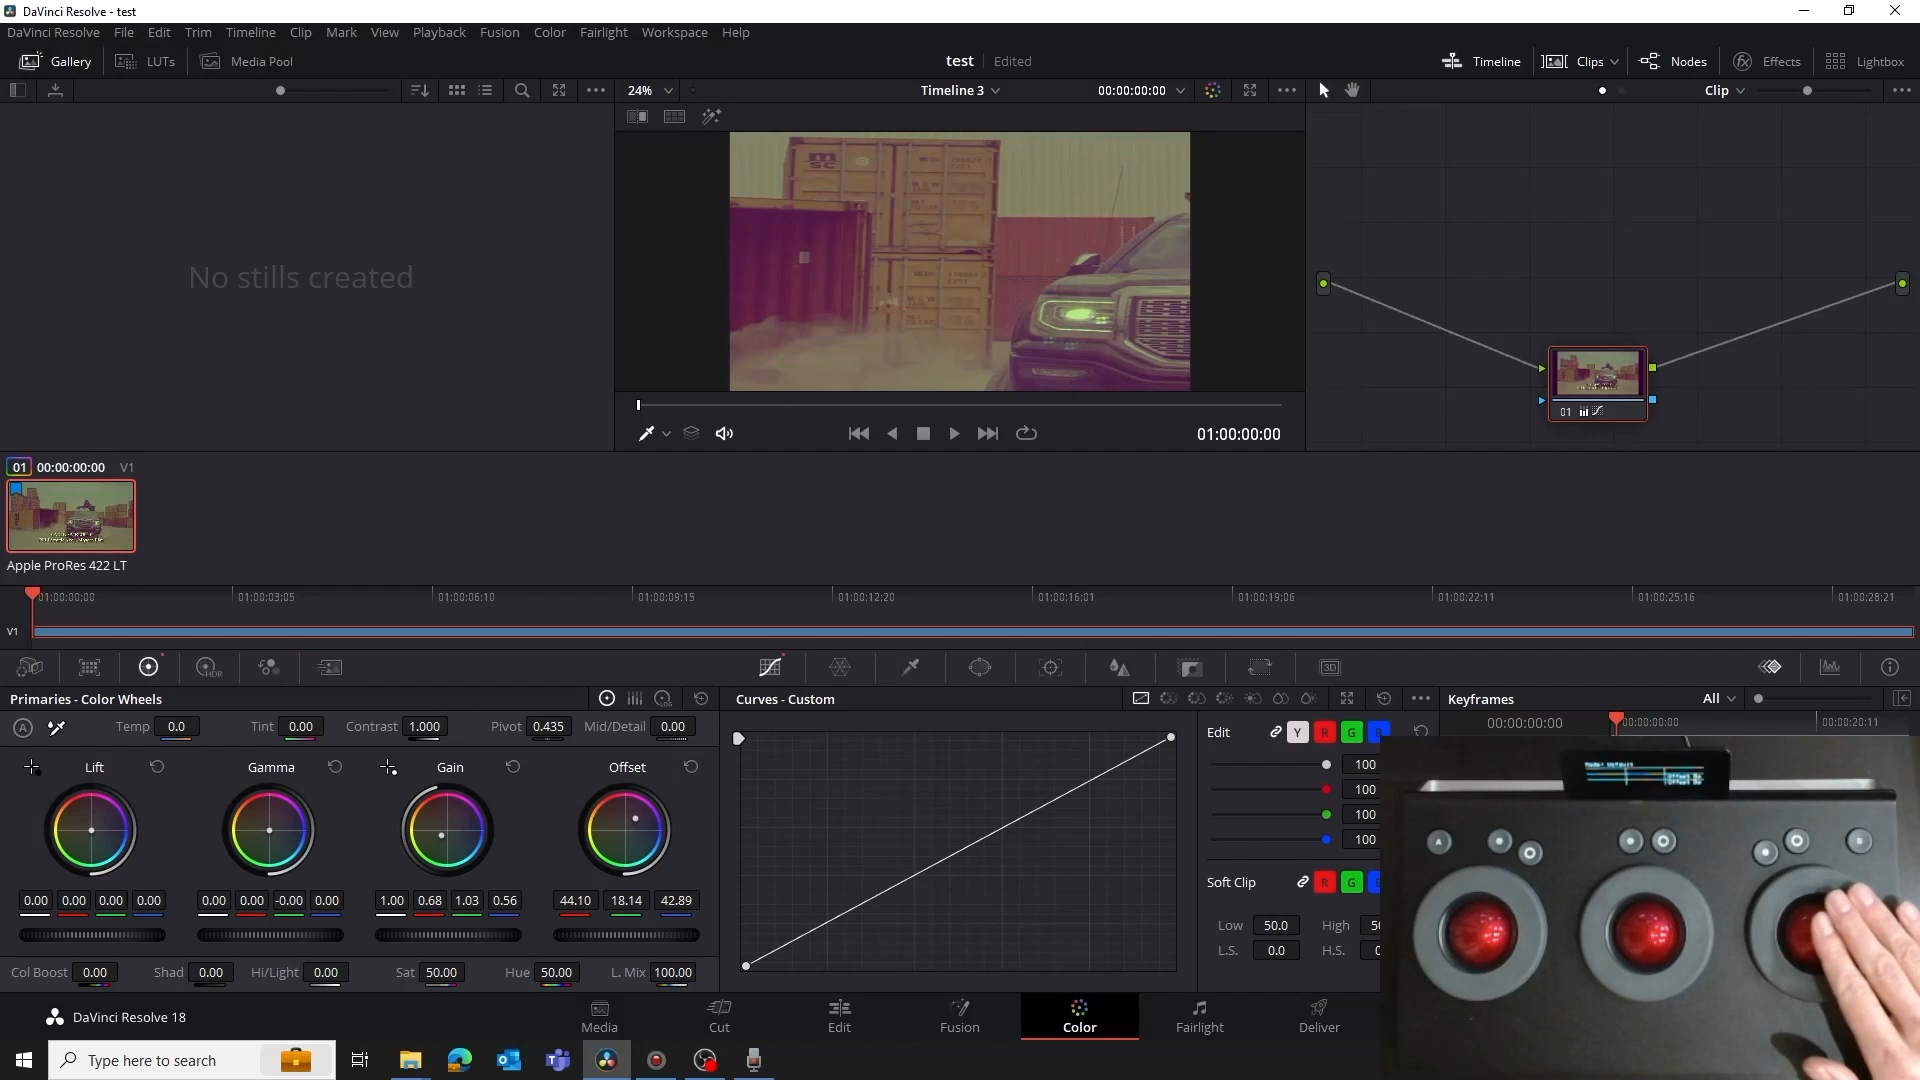 DaVinci Resolve - test
DaVinci Resolve File Edit Trim Timeline Clip Mark View Playback Fusion Color Fairlight Workspace Help
Gallery LUTs Media Pool test Edited Timeline Clips Nodes Effects Lightbox
24% Timeline 3 00:00:00:00 Clip
msc
No stills created
01
01:00:00:00
01 00:00:00:00 V1
Apple ProRes 422 LT
01:00:00:00 01:00:03:05 01:00:06:10 01:00:09:15 01:00:12:20 01:00:16:01 01:00:19:06 01:00:22:11 01:00:25:16 01:00:28:21
V1
HDR 3D
Primaries - Color Wheels LOG Curves - Custom Keyframes All
A Temp 0.0 Tint 0.00 Contrast 1.000 Pivot 0.435 Mid/Detail 0.00 Edit Y R G B 00:00:00:00 00:00:00:00 00:00:20:11
Lift Gamma Gain Offset 100
100
100
100
Mode: Default
A B
Soft Clip R G
0.00 0.00 0.00 0.00 0.00 0.00 -0.00 0.00 1.00 0.68 1.03 0.56 44.10 18.14 42.89
Low 50.0 High
L.S. 0.0 H.S.
Col Boost 0.00 Shad 0.00 Hi/Light 0.00 Sat 50.00 Hue 50.00 L. Mix 100.00
DaVinci Resolve 18 Media Cut Edit Fusion Color Fairlight Deliver
Type here to search